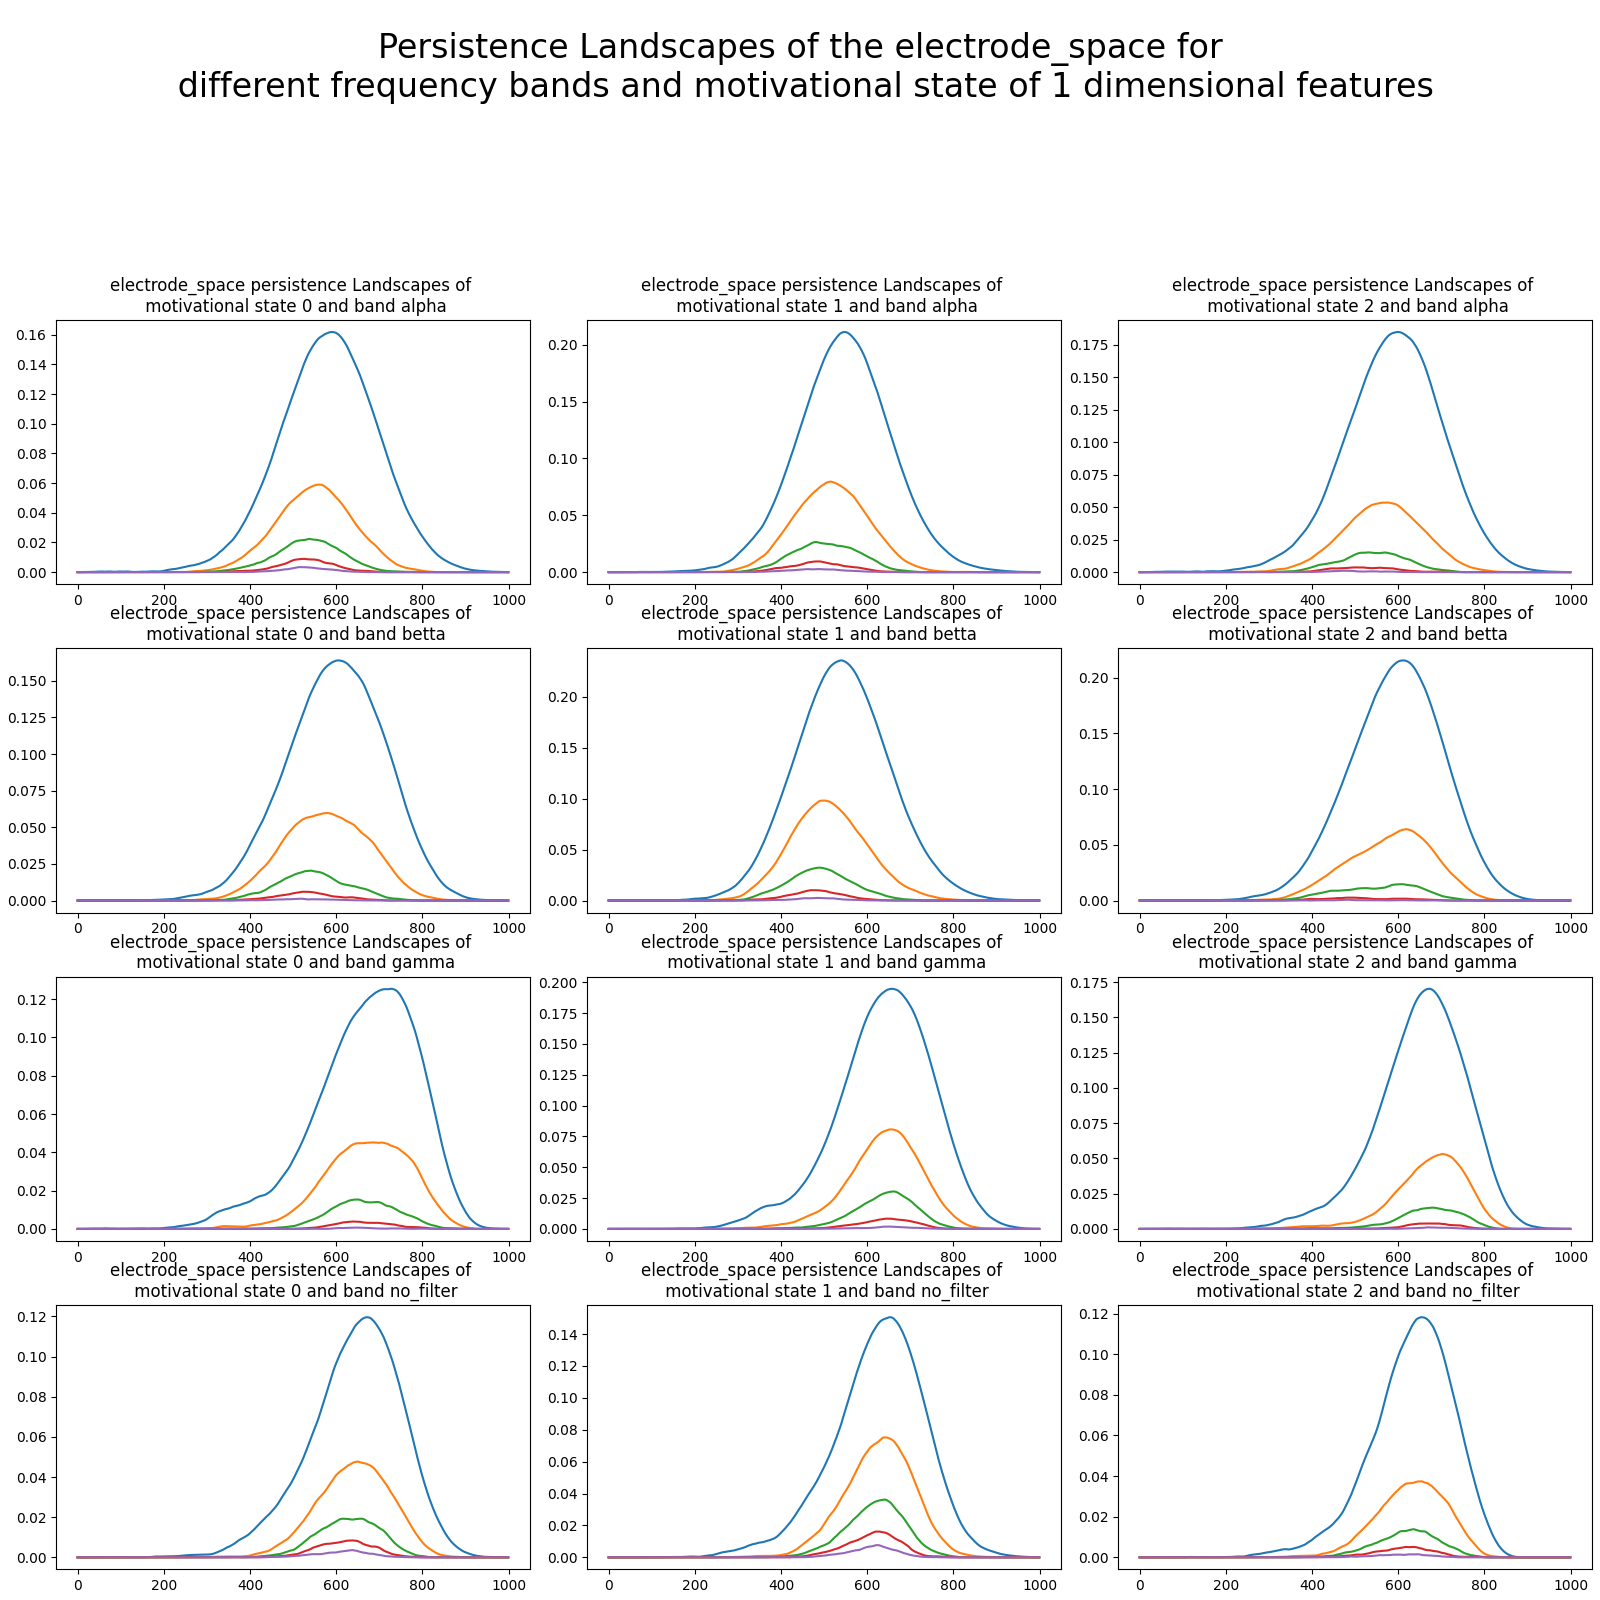 Persistence Landscapes of the electrode_space for
different frequency bands and motivational state of 1 dimensional features
electrode_space persistence Landscapes of
motivational state 0 and band alpha
0.16
0.14
0.12
0.10
0.08
0.06
0.04
0.02
0.00
0 200 400 600 800 1000
electrode_space persistence Landscapes of
motivational state 1 and band alpha
0.20
0.15
0.10
0.05
0.00
0 200 400 600 800 1000
electrode_space persistence Landscapes of
motivational state 2 and band alpha
0.175
0.150
0.125
0.100
0.075
0.050
0.025
0.000
0 200 400 600 800 1000
electrode_space persistence Landscapes of
motivational state 0 and band betta
0.150
0.125
0.100
0.075
0.050
0.025
0.000
0 200 400 600 800 1000
electrode_space persistence Landscapes of
motivational state 1 and band betta
0.20
0.15
0.10
0.05
0.00
0 200 400 600 800 1000
electrode_space persistence Landscapes of
motivational state 2 and band betta
0.20
0.15
0.10
0.05
0.00
0 200 400 600 800 1000
electrode_space persistence Landscapes of
motivational state 0 and band gamma
0.12
0.10
0.08
0.06
0.04
0.02
0.00
0 200 400 600 800 1000
electrode_space persistence Landscapes of
motivational state 1 and band gamma
0.200
0.175
0.150
0.125
0.100
0.075
0.050
0.025
0.000
0 200 400 600 800 1000
electrode_space persistence Landscapes of
motivational state 2 and band gamma
0.175
0.150
0.125
0.100
0.075
0.050
0.025
0.000
0 200 400 600 800 1000
electrode_space persistence Landscapes of
motivational state 0 and band no_filter
0.12
0.10
0.08
0.06
0.04
0.02
0.00
0 200 400 600 800 1000
electrode_space persistence Landscapes of
motivational state 1 and band no_filter
0.14
0.12
0.10
0.08
0.06
0.04
0.02
0.00
0 200 400 600 800 1000
electrode_space persistence Landscapes of
motivational state 2 and band no_filter
0.12
0.10
0.08
0.06
0.04
0.02
0.00
0 200 400 600 800 1000